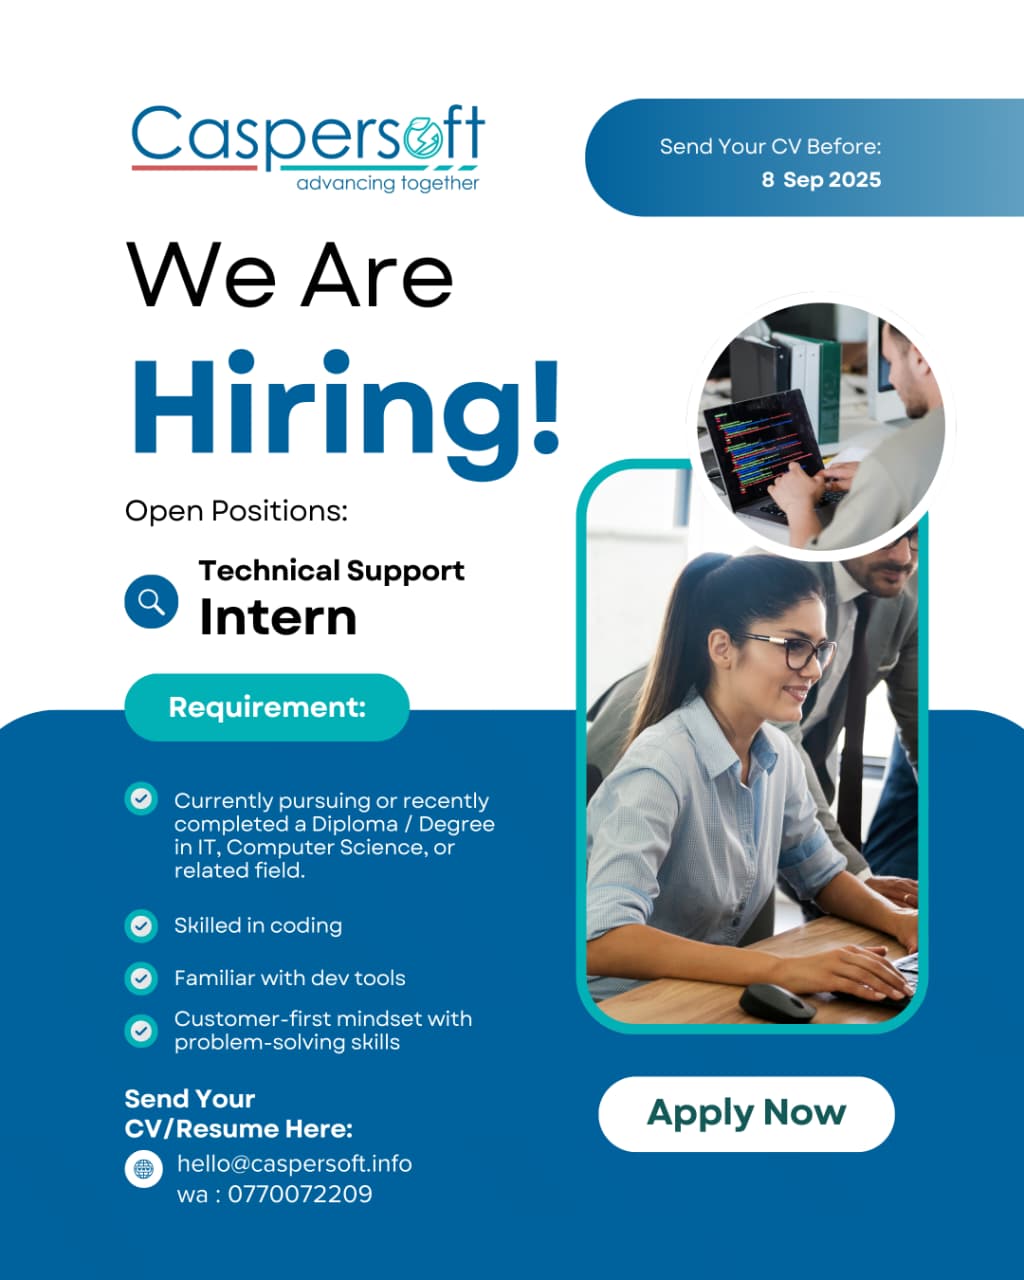 Caspersoft
advancing together
Send Your CV Before:
8 Sep 2025
We Are
Hiring!
Open Positions:
Technical Support
Intern
Requirement:
Currently pursuing or recently
completed a Diploma / Degree
in IT, Computer Science, or
related field.
Skilled in coding
Familiar with dev tools
Customer-first mindset with
problem-solving skills
Send Your
CV/Resume Here:
hello@caspersoft.info
wa : 0770072209
Apply Now